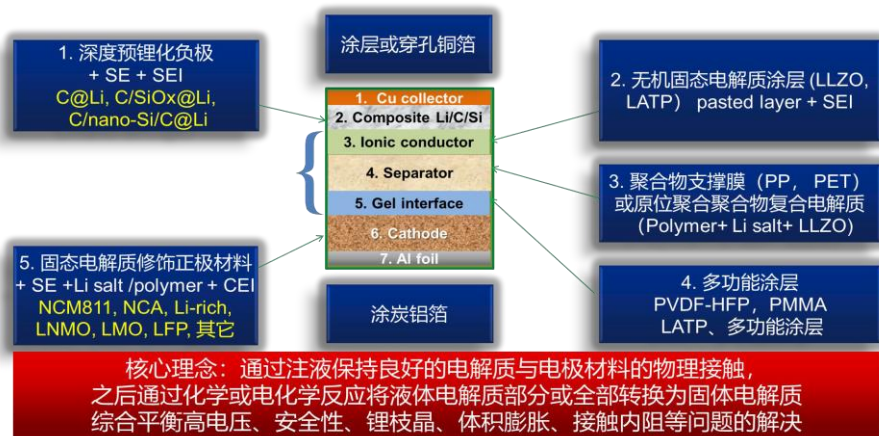 1. 深度预锂化负极
+ SE + SEI
C@Li, C/SiOx@Li,
C/nano-Si/C@Li
涂层或穿孔铜箔
1. Cu collector
2. Composite Li/C/Si
3. Ionic conductor
4. Separator
5. Gel interface
6. Cathode
7. Al foil
涂炭铝箔
2. 无机固态电解质涂层 (LLZO,
LATP） pasted layer + SEI
3. 聚合物支撑膜（PP， PET）
或原位聚合聚合物复合电解质
（Polymer+ Li salt+ LLZO）
4. 多功能涂层
PVDF-HFP，PMMA
LATP、多功能涂层
5. 固态电解质修饰正极材料
+ SE +Li salt /polymer + CEI
NCM811, NCA, Li-rich,
LNMO, LMO, LFP, 其它
核心理念：通过注液保持良好的电解质与电极材料的物理接触，
之后通过化学或电化学反应将液体电解质部分或全部转换为固体电解质
综合平衡高电压、安全性、锂枝晶、体积膨胀、接触内阻等问题的解决